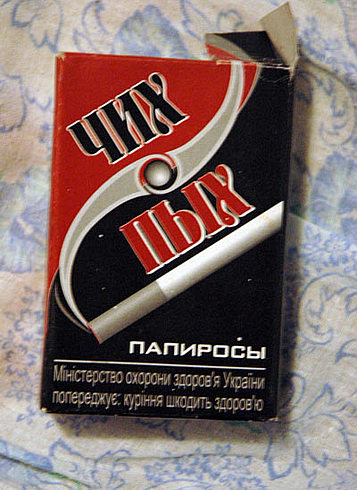 ЧИХ
ПЫХ
ПАПИРОСЫ
Міністерство охорони здоров'я України
попереджує: куріння шкодить здоров'ю